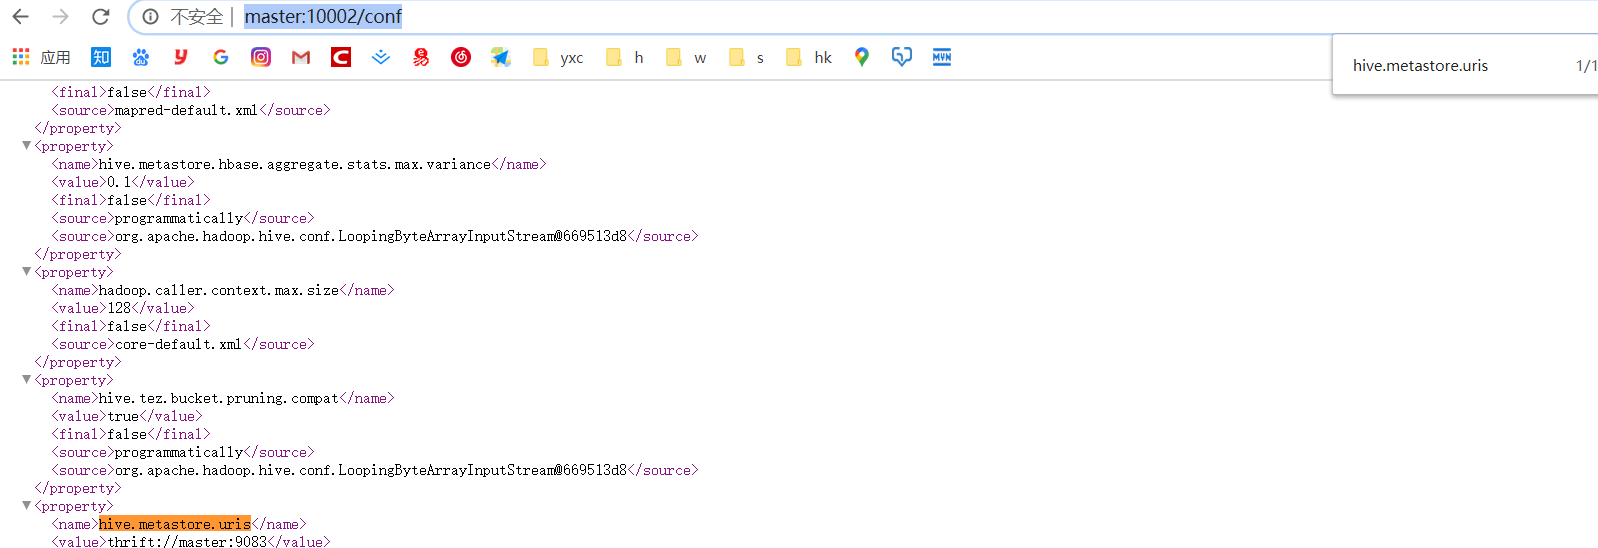 不安全 | master:10002/conf
应用 知 yxc h w s hk MVN
hive.metastore.uris 1/1
<final>false</final>
<source>mapred-default.xml</source>
</property>
▼<property>
<name>hive.metastore.hbase.aggregate.stats.max.variance</name>
<value>0.1</value>
<final>false</final>
<source>programmatically</source>
<source>org.apache.hadoop.hive.conf.LoopingByteArrayInputStream@669513d8</source>
</property>
▼<property>
<name>hadoop.caller.context.max.size</name>
<value>128</value>
<final>false</final>
<source>core-default.xml</source>
</property>
▼<property>
<name>hive.tez.bucket.pruning.compat</name>
<value>true</value>
<final>false</final>
<source>programmatically</source>
<source>org.apache.hadoop.hive.conf.LoopingByteArrayInputStream@669513d8</source>
</property>
▼<property>
<name>hive.metastore.uris</name>
<value>thrift://master:9083</value>